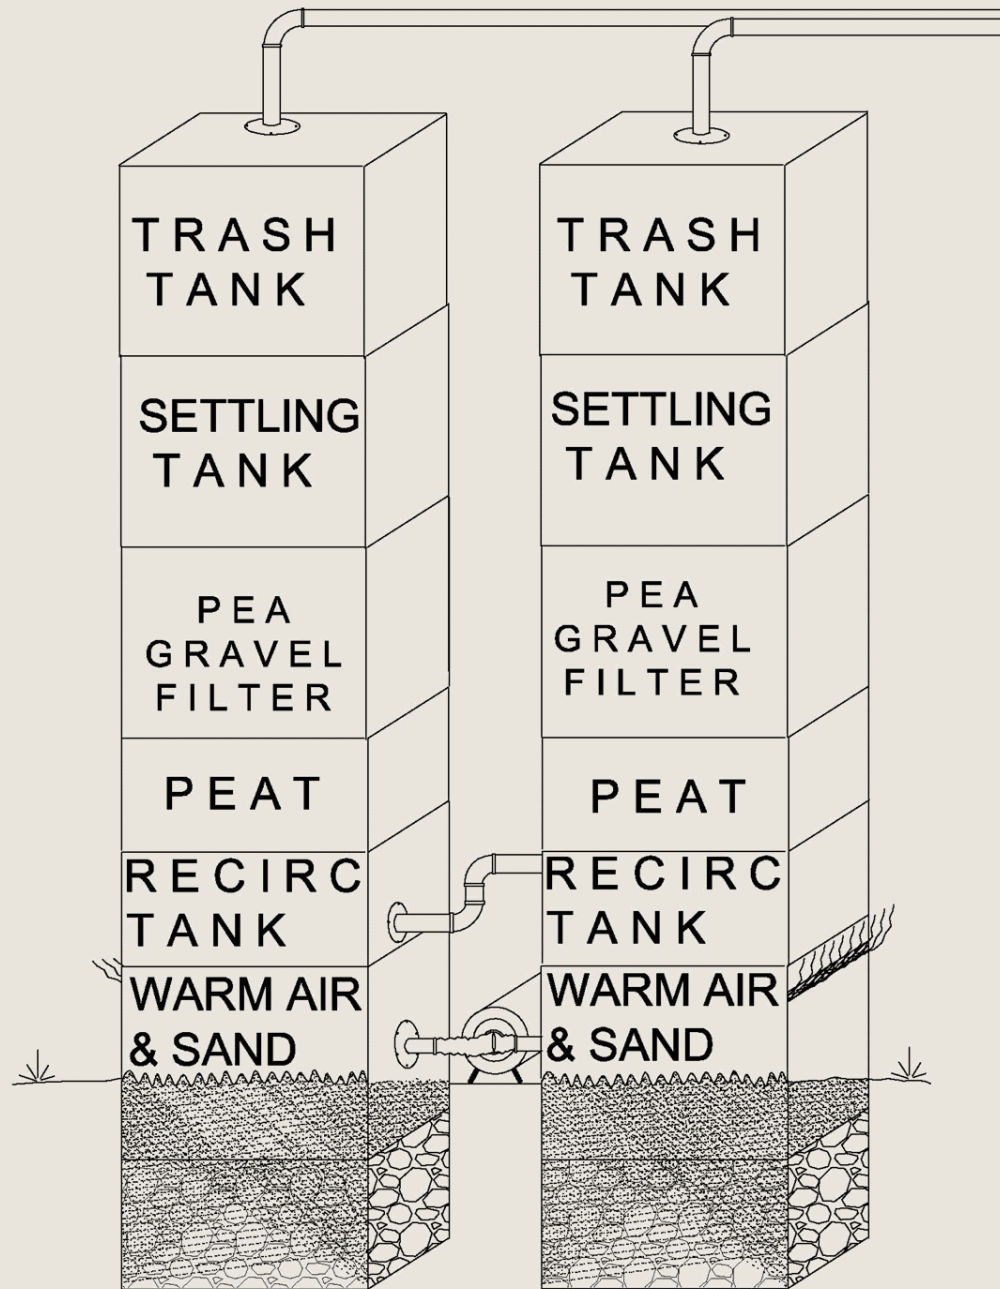 TRASH
TANK
SETTLING
TANK
PEA
GRAVEL
FILTER
PEAT
RECIRC
TANK
WARM AIR
& SAND
TRASH
TANK
SETTLING
TANK
PEA
GRAVEL
FILTER
PEAT
RECIRC
TANK
WARM AIR
& SAND